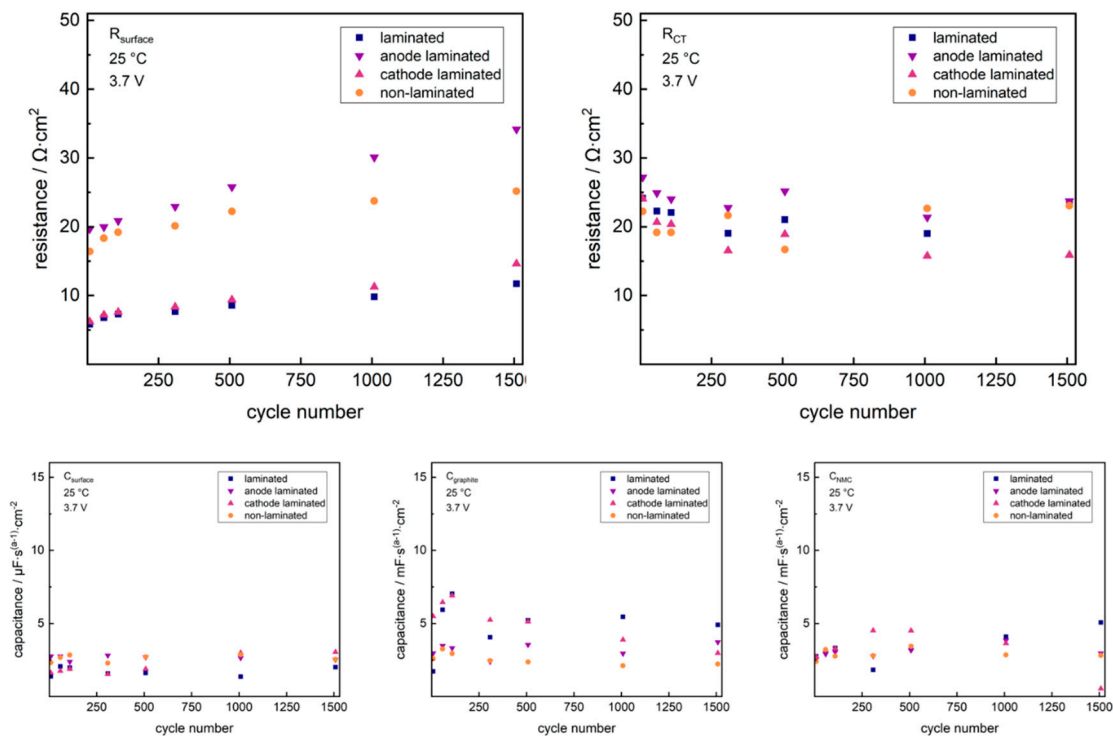 R_surface
25 °C
3.7 V
laminated
anode laminated
cathode laminated
non-laminated
50
40
30
20
10
resistance / Ω·cm²
250 500 750 1000 1250 1500
cycle number
R_CT
25 °C
3.7 V
laminated
anode laminated
cathode laminated
non-laminated
50
40
30
20
10
resistance / Ω·cm²
250 500 750 1000 1250 1500
cycle number
C_surface
25 °C
3.7 V
laminated
anode laminated
cathode laminated
non-laminated
15
10
5
capacitance / μF·s^(a-1)·cm^-2
250 500 750 1000 1250 1500
cycle number
C_graphite
25 °C
3.7 V
laminated
anode laminated
cathode laminated
non-laminated
15
10
5
capacitance / mF·s^(a-1)·cm^-2
250 500 750 1000 1250 1500
cycle number
C_NMC
25 °C
3.7 V
laminated
anode laminated
cathode laminated
non-laminated
15
10
5
capacitance / mF·s^(a-1)·cm^-2
250 500 750 1000 1250 1500
cycle number